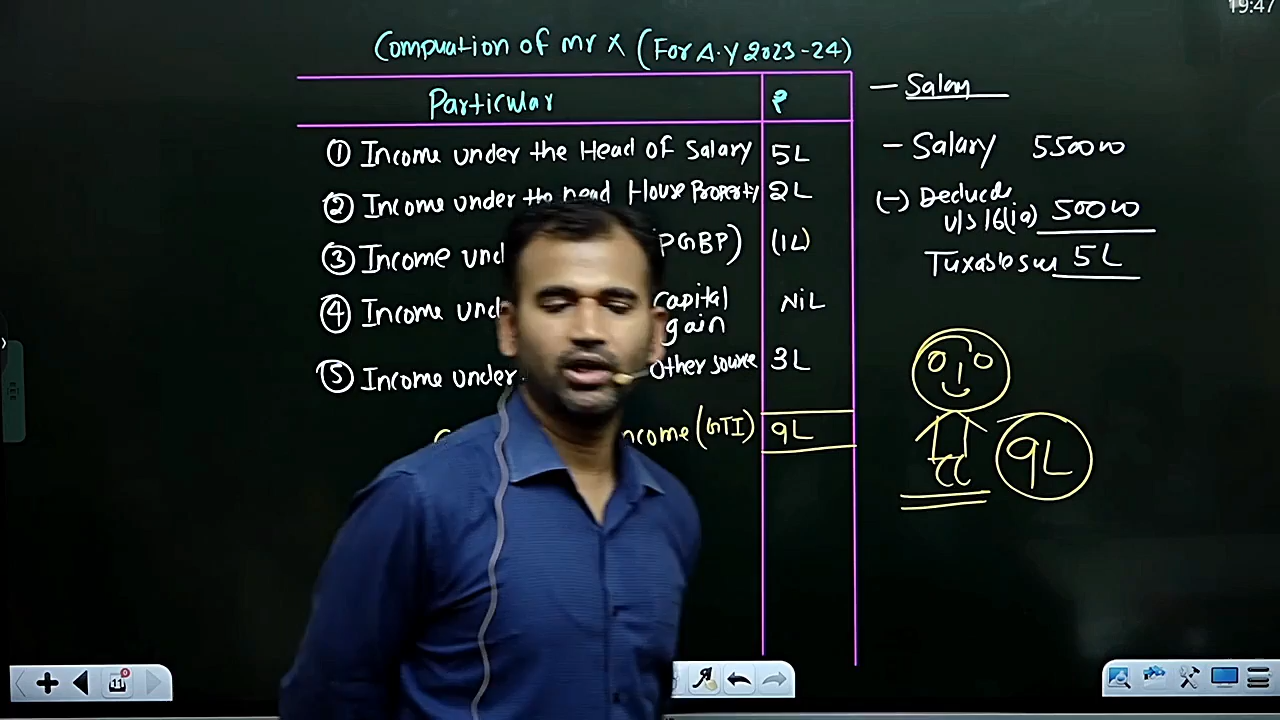 19:47
Compuation of mr X (For A.Y 2023-24)
Particular ₹
① Income under the Head of Salary 5L
② Income under the head House Property 2L
③ Income und PGBP) (1L)
④ Income und capital gain NiL
⑤ Income under other source 3L
ncome (GTI) 9L
— Salary
- Salary 550000
(-) Deduct
u/s 16(ia) 50000
5L
9L
11